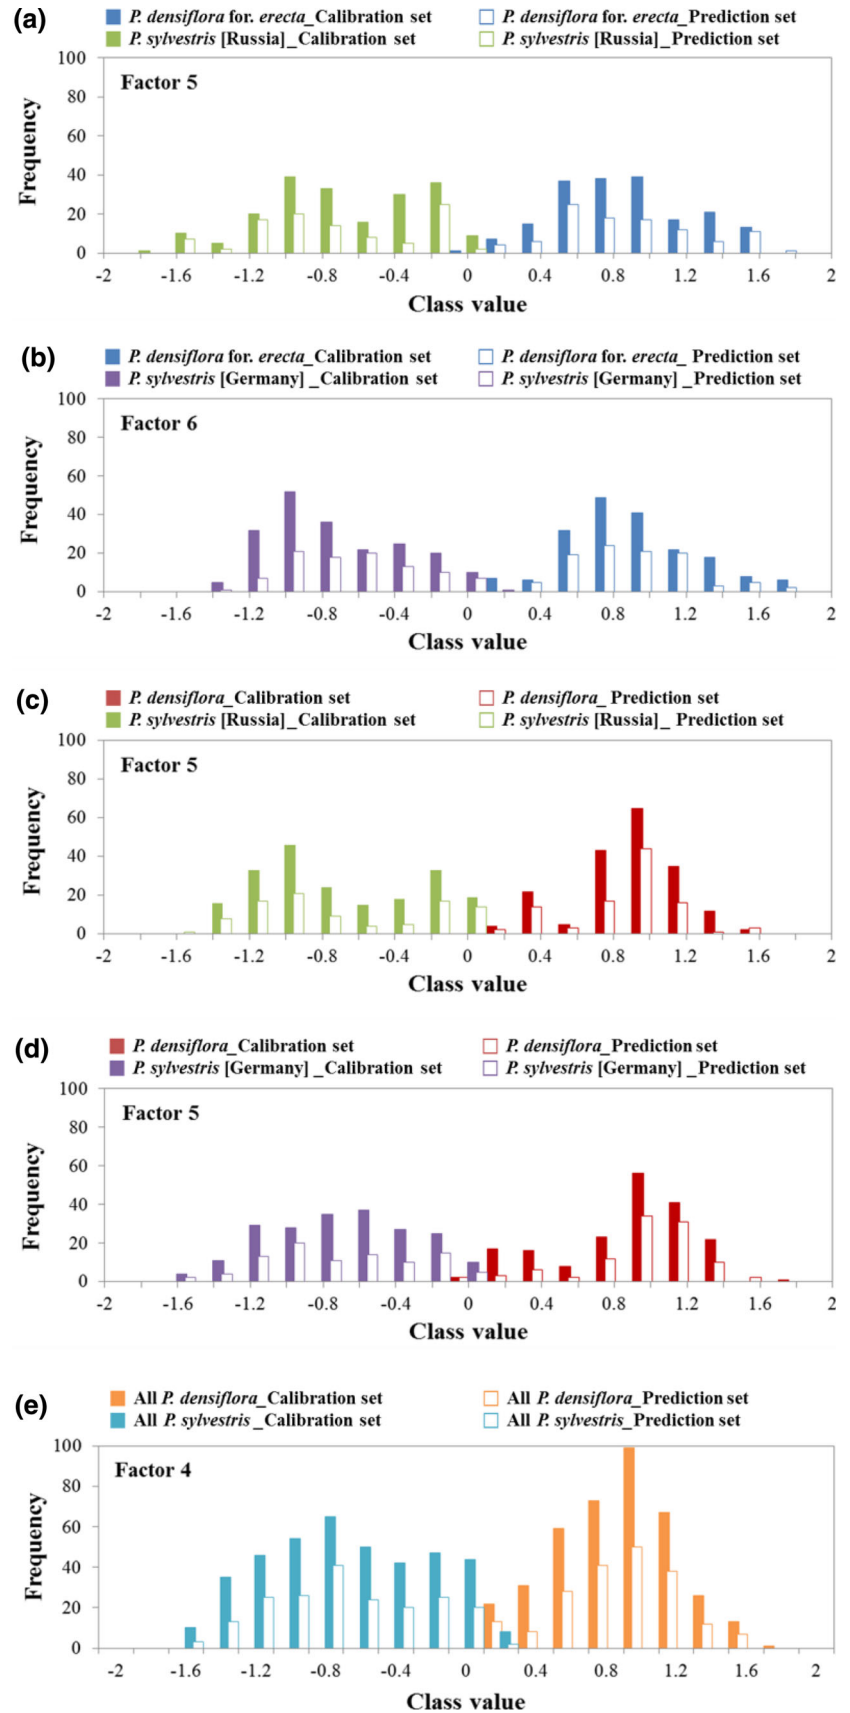 (a)
P. densiflora for. erecta_Calibration set
P. densiflora for. erecta_Prediction set
P. sylvestris [Russia]_Calibration set
P. sylvestris [Russia]_Prediction set
Factor 5
Frequency
100
80
60
40
20
0
-2 -1.6 -1.2 -0.8 -0.4 0 0.4 0.8 1.2 1.6 2
Class value
(b)
P. densiflora for. erecta_Calibration set
P. densiflora for. erecta_ Prediction set
P. sylvestris [Germany] _Calibration set
P. sylvestris [Germany] _Prediction set
Factor 6
Frequency
100
80
60
40
20
0
-2 -1.6 -1.2 -0.8 -0.4 0 0.4 0.8 1.2 1.6 2
Class value
(c)
P. densiflora_Calibration set
P. densiflora_ Prediction set
P. sylvestris [Russia]_Calibration set
P. sylvestris [Russia]_ Prediction set
Factor 5
Frequency
100
80
60
40
20
0
-2 -1.6 -1.2 -0.8 -0.4 0 0.4 0.8 1.2 1.6 2
Class value
(d)
P. densiflora_Calibration set
P. densiflora_Prediction set
P. sylvestris [Germany] _Calibration set
P. sylvestris [Germany] _Prediction set
Factor 5
Frequency
100
80
60
40
20
0
-2 -1.6 -1.2 -0.8 -0.4 0 0.4 0.8 1.2 1.6 2
Class value
(e)
All P. densiflora_Calibration set
All P. densiflora_Prediction set
All P. sylvestris _Calibration set
All P. sylvestris_Prediction set
Factor 4
Frequency
100
80
60
40
20
0
-2 -1.6 -1.2 -0.8 -0.4 0 0.4 0.8 1.2 1.6 2
Class value